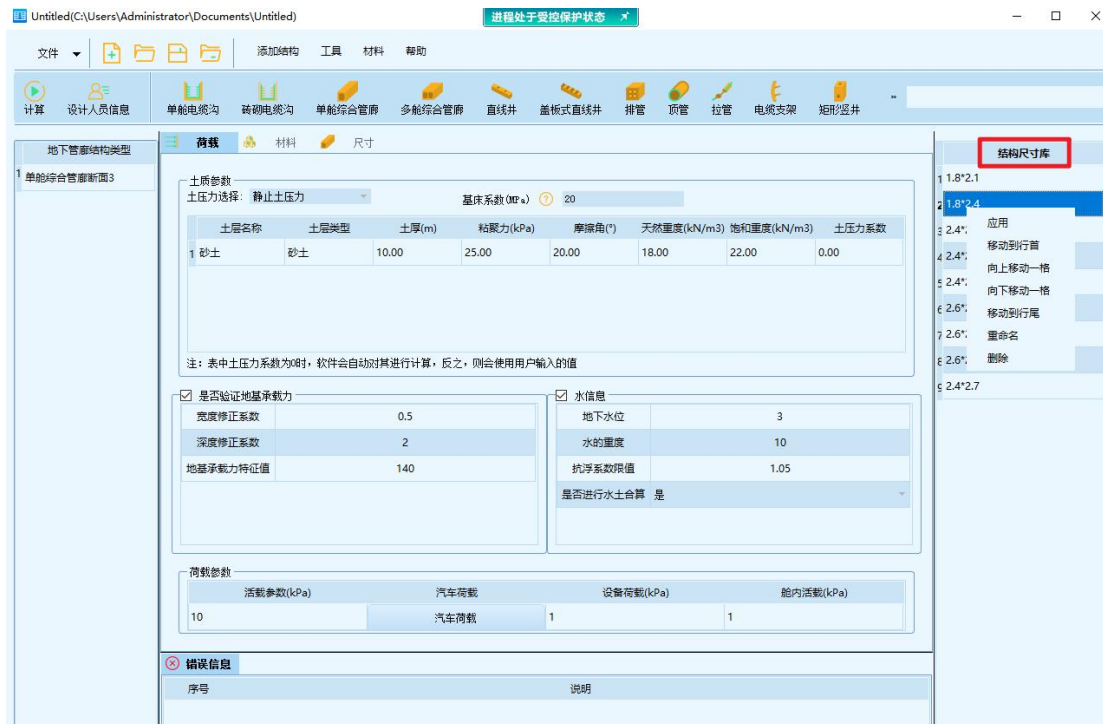 Untitled(C:\Users\Administrator\Documents\Untitled)
进程处于受控保护状态
文件 添加结构 工具 材料 帮助
计算 设计人员信息 单舱电缆沟 砖砌电缆沟 单舱综合管廊 多舱综合管廊 直线井 盖板式直线井 排管 顶管 拉管 电缆支架 矩形竖井
地下管廊结构类型
1 单舱综合管廊断面3
荷载 材料 尺寸
土质参数
土压力选择: 静止土压力 基床系数(MPa) ? 20
土层名称 土层类型 土厚(m) 粘聚力(kPa) 摩擦角(°) 天然重度(kN/m3) 饱和重度(kN/m3) 土压力系数
1 砂土 砂土 10.00 25.00 20.00 18.00 22.00 0.00
注：表中土压力系数为0时，软件会自动对其进行计算，反之，则会使用用户输入的值
是否验证地基承载力
宽度修正系数 0.5
深度修正系数 2
地基承载力特征值 140
水信息
地下水位 3
水的重度 10
抗浮系数限值 1.05
是否进行水土合算 是
荷载参数
活载参数(kPa) 汽车荷载 设备荷载(kPa) 舱内活载(kPa)
10 汽车荷载 1 1
错误信息
序号 说明
结构尺寸库
1 1.8*2.1
2 1.8*2.4
3 2.4*
4 2.4*
5 2.4*
6 2.6*
7 2.6*
8 2.6*
9 2.4*2.7
应用
移动到行首
向上移动一格
向下移动一格
移动到行尾
重命名
删除